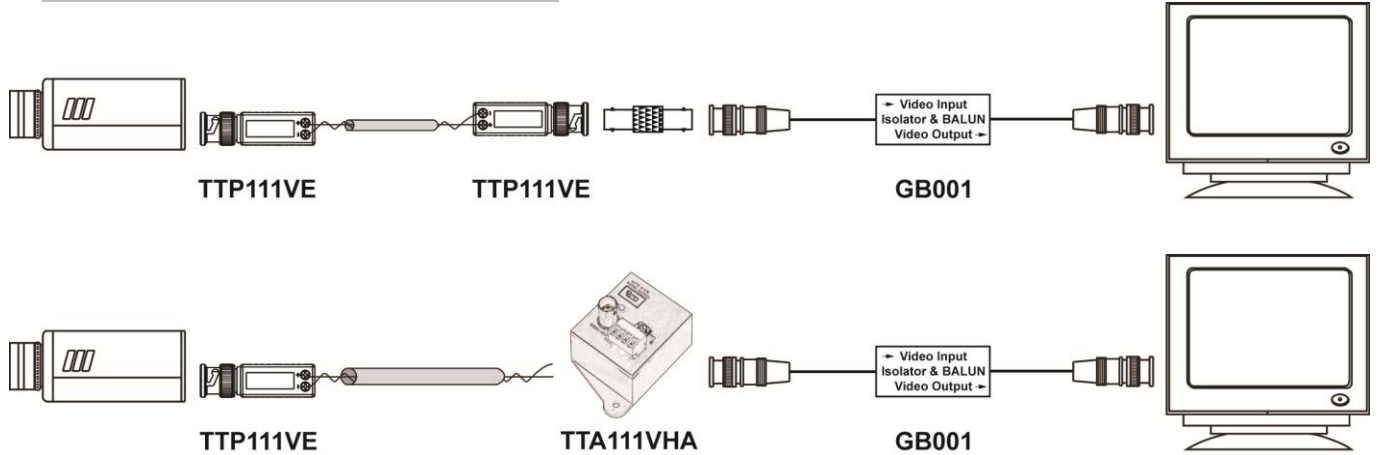 → Video Input
Isolator & BALUN
Video Output →
TTP111VE
TTP111VE
GB001
→ Video Input
Isolator & BALUN
Video Output →
TTP111VE
TTA111VHA
GB001